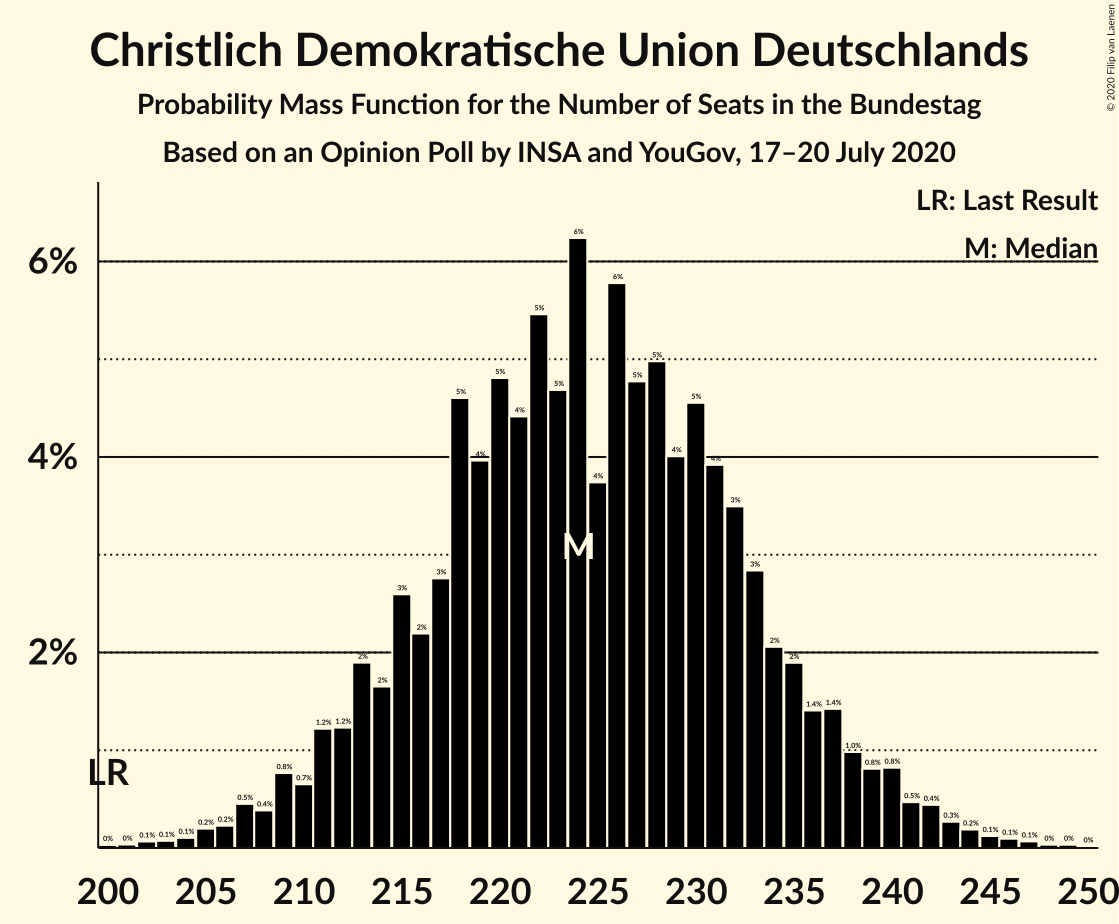 Christlich Demokratische Union Deutschlands
Probability Mass Function for the Number of Seats in the Bundestag
Based on an Opinion Poll by INSA and YouGov, 17–20 July 2020
© 2020 Filip van Laenen
LR: Last Result
M: Median
6%
4%
2%
0% 0% 0.1% 0.1% 0.1% 0.2% 0.2% 0.5% 0.4% 0.8% 0.7% 1.2% 1.2% 2% 2% 3% 2% 3% 5% 4% 5% 4% 5% 5% 6% 4% 6% 5% 5% 4% 5% 4% 3% 3% 2% 2% 1.4% 1.4% 1.0% 0.8% 0.8% 0.5% 0.4% 0.3% 0.2% 0.1% 0.1% 0.1% 0% 0% 0%
M
LR
200 205 210 215 220 225 230 235 240 245 250